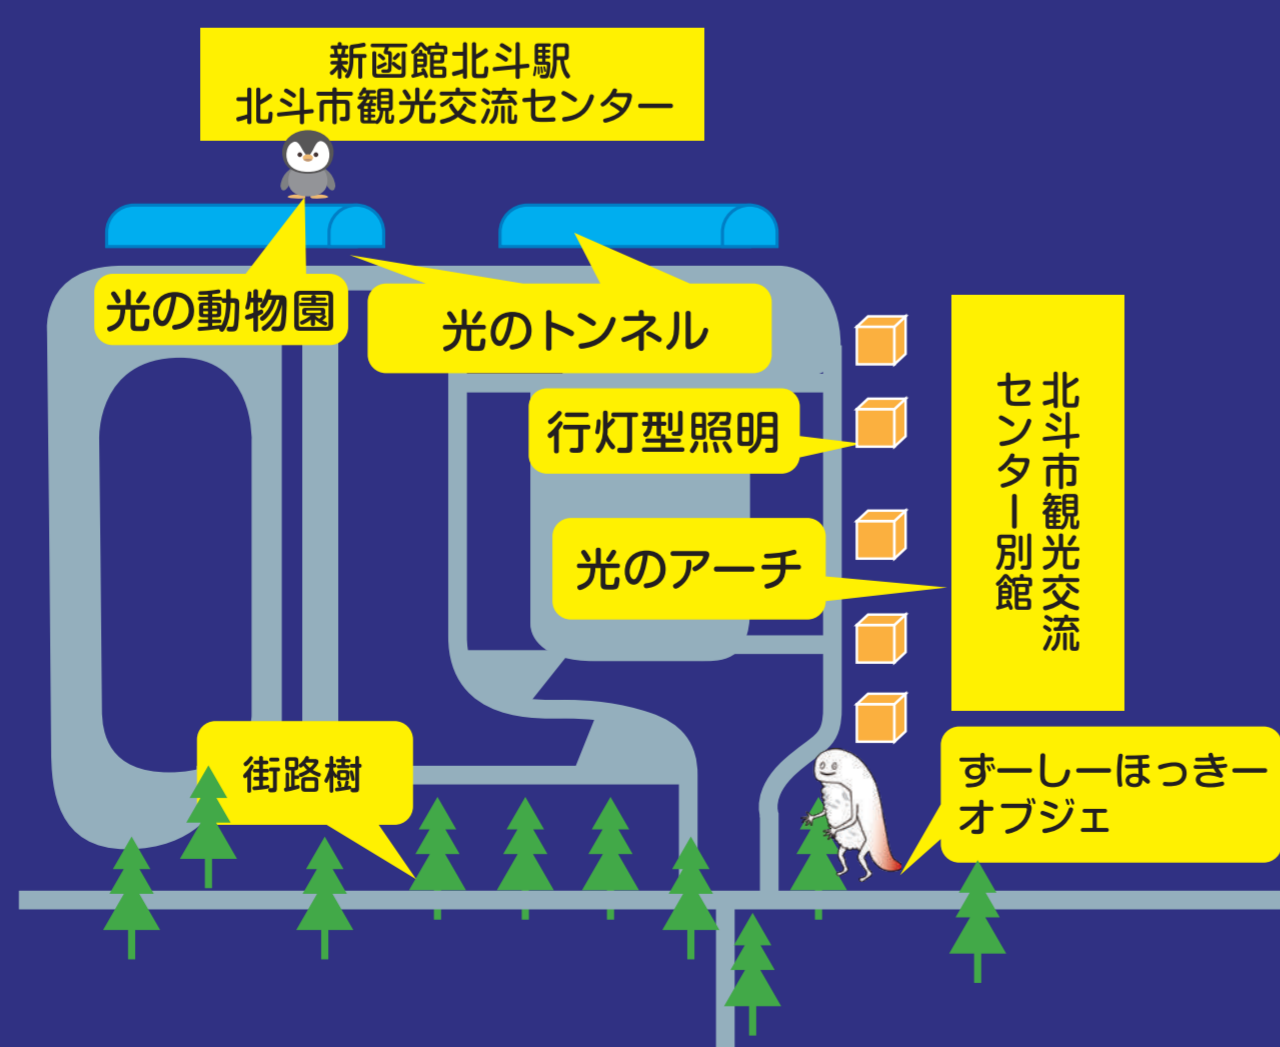 新函館北斗駅
北斗市観光交流センター
光の動物園
光のトンネル
行灯型照明
光のアーチ
北斗市観光交流
センター別館
街路樹
ずーしーほっきー
オブジェ